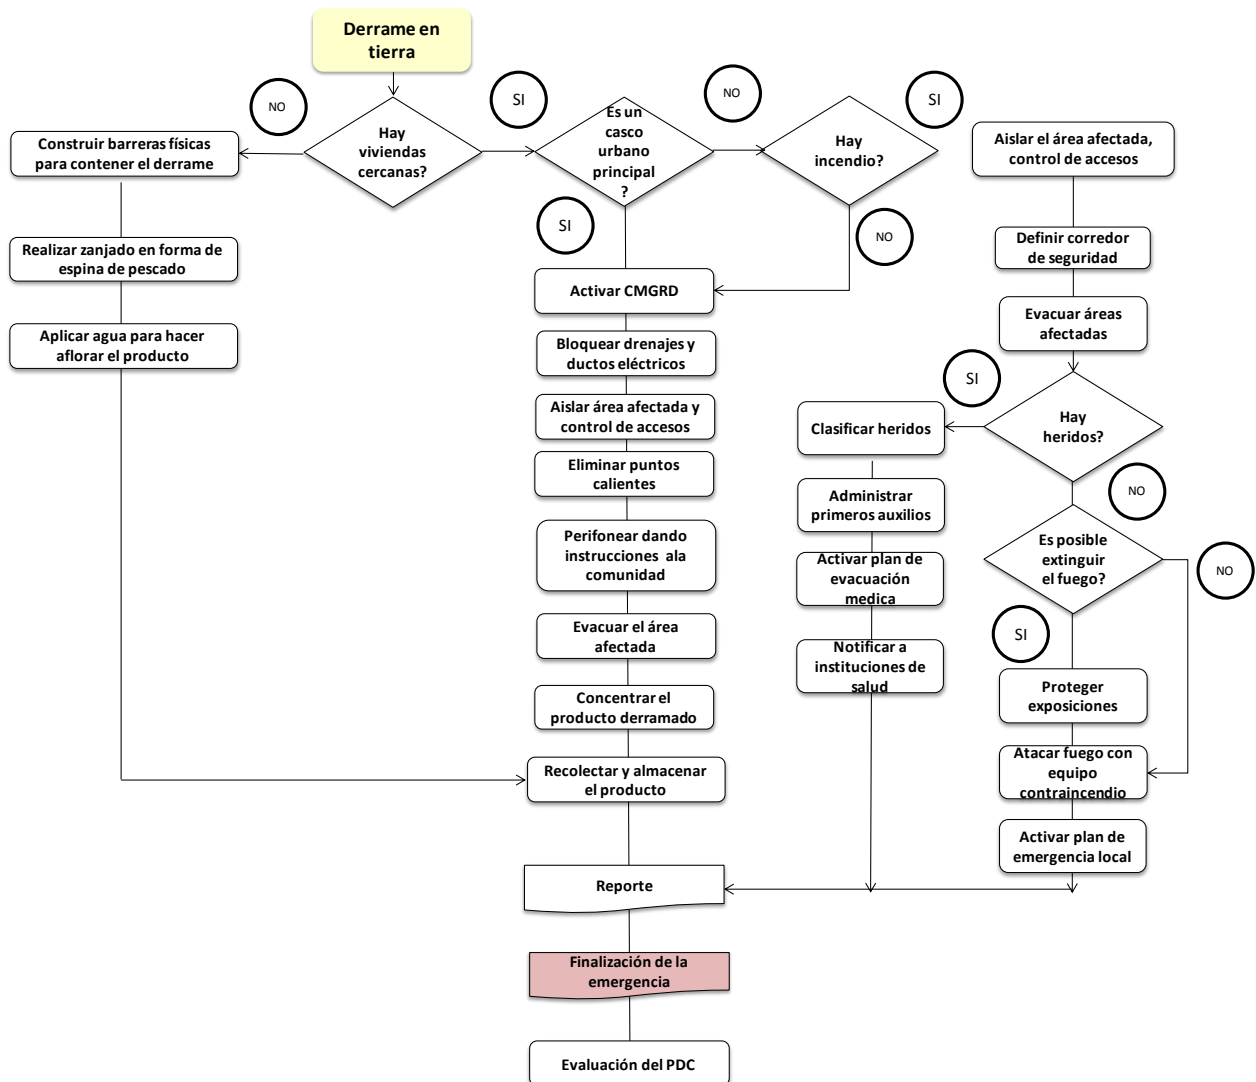 Derrame en
tierra
NO
SI
NO
SI
Hay
viviendas
cercanas?
Es un
casco
urbano
principal
?
Hay
incendio?
Construir barreras físicas
para contener el derrame
Aislar el área afectada,
control de accesos
SI
NO
Realizar zanjado en forma de
espina de pescado
Definir corredor
de seguridad
Activar CMGRD
Evacuar áreas
afectadas
Aplicar agua para hacer
aflorar el producto
Bloquear drenajes y
ductos eléctricos
SI
Aislar área afectada y
control de accesos
Clasificar heridos
Hay
heridos?
Eliminar puntos
calientes
NO
Administrar
primeros auxilios
Perifonear dando
instrucciones  ala
comunidad
Es posible
extinguir
el fuego?
NO
Activar plan de
evacuación
medica
Evacuar el área
afectada
SI
Notificar a
instituciones de
salud
Concentrar el
producto derramado
Proteger
exposiciones
Recolectar y almacenar
el producto
Atacar fuego con
equipo
contraincendio
Activar plan de
emergencia local
Reporte
Finalización de la
emergencia
Evaluación del PDC